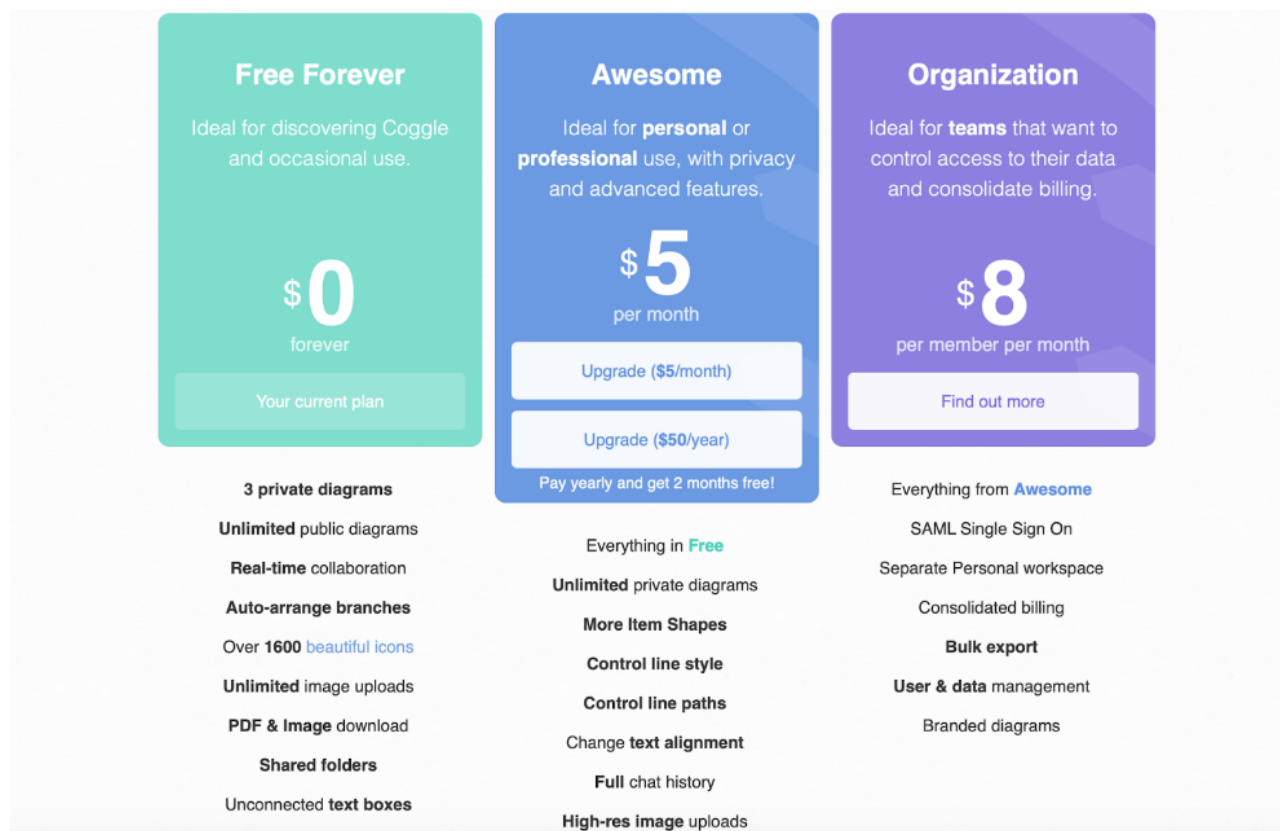 Free Forever
Ideal for discovering Coggle
and occasional use.
$0
forever
Your current plan
3 private diagrams
Unlimited public diagrams
Real-time collaboration
Auto-arrange branches
Over 1600 beautiful icons
Unlimited image uploads
PDF & Image download
Shared folders
Unconnected text boxes
Awesome
Ideal for personal or
professional use, with privacy
and advanced features.
$5
per month
Upgrade ($5/month)
Upgrade ($50/year)
Pay yearly and get 2 months free!
Everything in Free
Unlimited private diagrams
More Item Shapes
Control line style
Control line paths
Change text alignment
Full chat history
High-res image uploads
Organization
Ideal for teams that want to
control access to their data
and consolidate billing.
$8
per member per month
Find out more
Everything from Awesome
SAML Single Sign On
Separate Personal workspace
Consolidated billing
Bulk export
User & data management
Branded diagrams